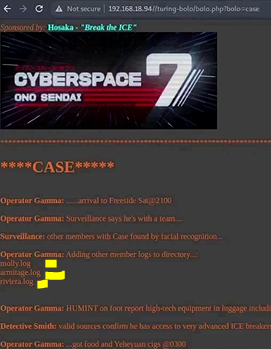 Not secure | 192.168.18.94//turing-bolo/bolo.php?bolo=case
Sponsored by: Hosaka - "Break the ICE"
CYBERSPACE 7
ONO SENDAI
****CASE*****
Operator Gamma: ......arrival to Freeside Sat@2100
Operator Gamma: Surveillance says he's with a team...
Surveillance: other members with Case found by facial recognition...
Operator Gamma: Adding other member logs to directory...:
molly.log
armitage.log
riviera.log
Operator Gamma: HUMINT on foot report high-tech equipment in luggage includi
Detective Smith: valid sources confirm he has access to very advanced ICE breaker
Operator Gamma: ...got food and Yeheyuan cigs @0300